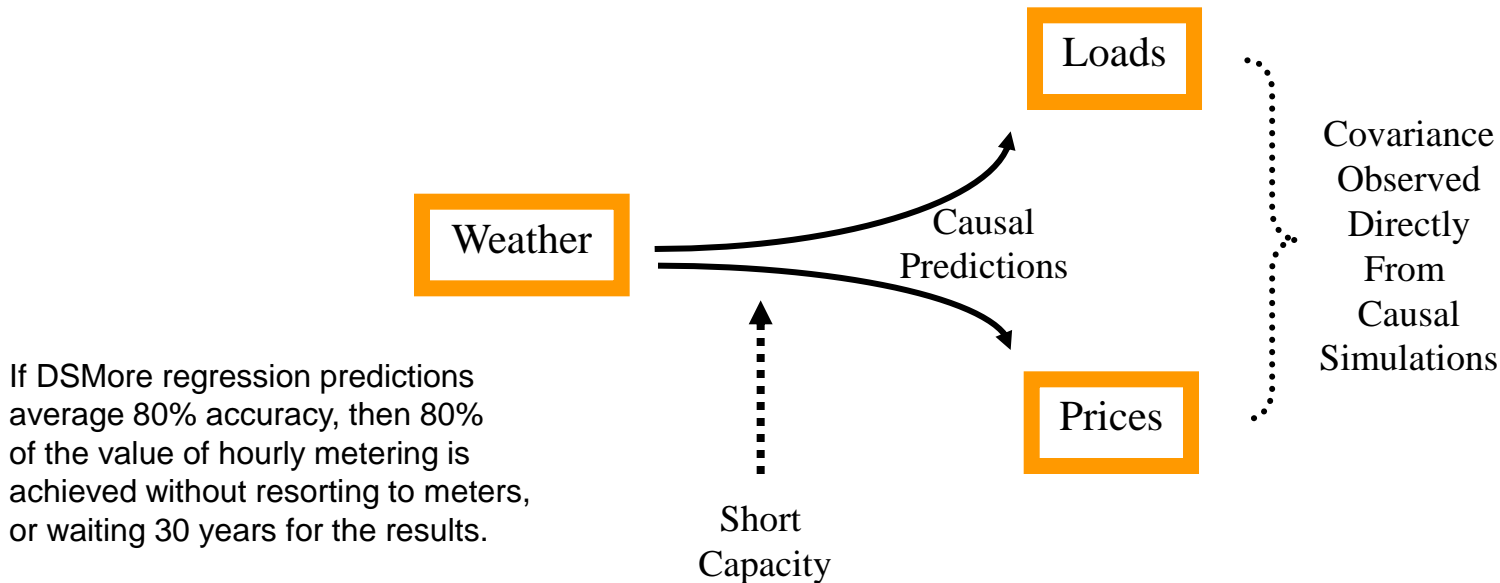 Loads
Weather
Causal
Predictions
Prices
Short
Capacity
Covariance
Observed
Directly
From
Causal
Simulations
If DSMore regression predictions
average 80% accuracy, then 80%
of the value of hourly metering is
achieved without resorting to meters,
or waiting 30 years for the results.